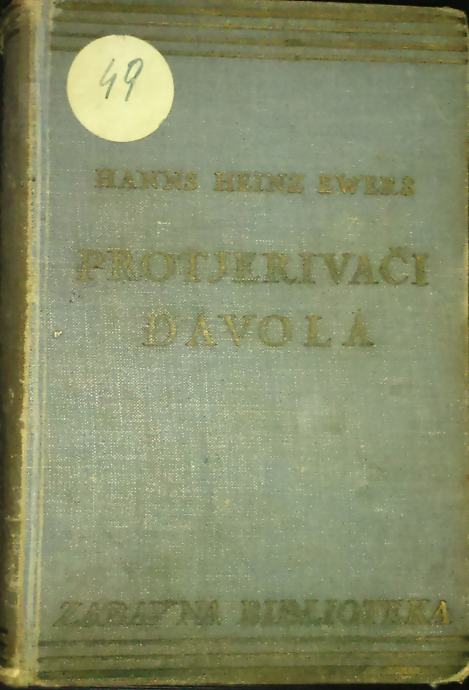 49
HANNS HEINZ EWERS
PROTJERIVAČI
ĐAVOLA
ZABAVNA BIBLIOTEKA